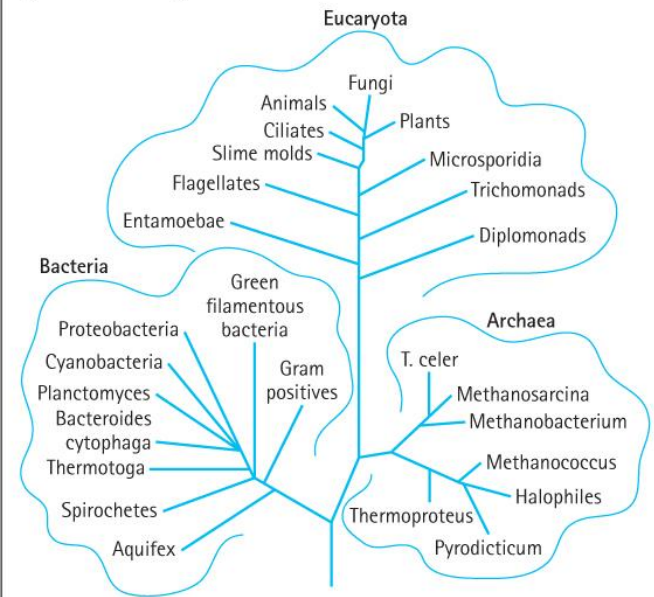 Eucaryota
Fungi
Animals
Plants
Ciliates
Slime molds
Microsporidia
Flagellates
Trichomonads
Entamoebae
Diplomonads
Bacteria
Green
filamentous
bacteria
Proteobacteria
Cyanobacteria
Gram
positives
Planctomyces
Bacteroides
cytophaga
Thermotoga
Spirochetes
Aquifex
Archaea
T. celer
Methanosarcina
Methanobacterium
Methanococcus
Halophiles
Thermoproteus
Pyrodicticum